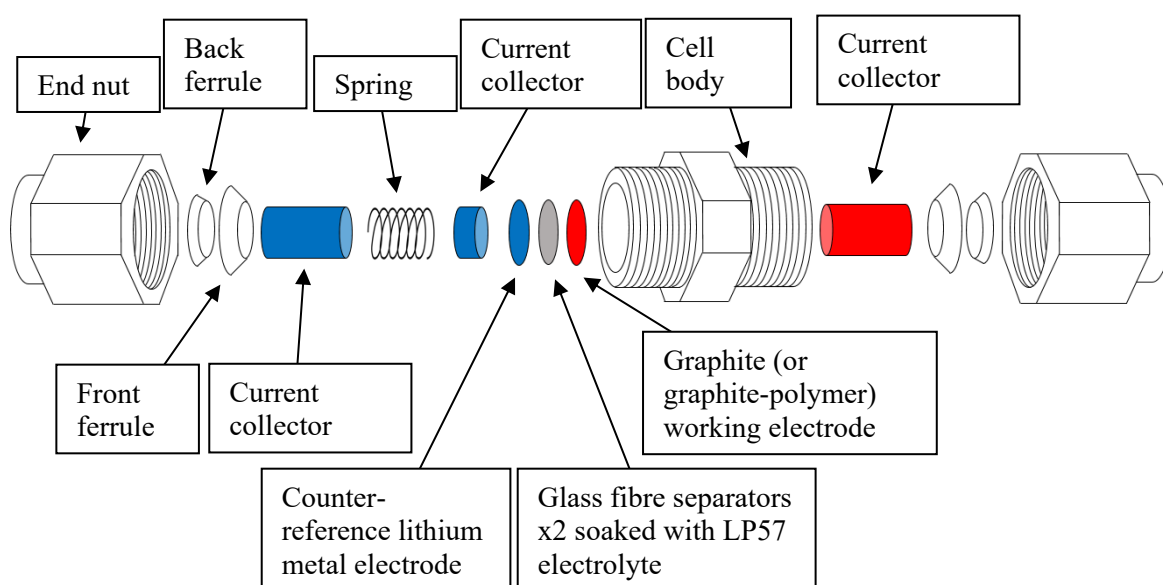 End nut
Back
ferrule
Spring
Current
collector
Cell
body
Current
collector
Front
ferrule
Current
collector
Counter-
reference lithium
metal electrode
Glass fibre separators
x2 soaked with LP57
electrolyte
Graphite (or
graphite-polymer)
working electrode